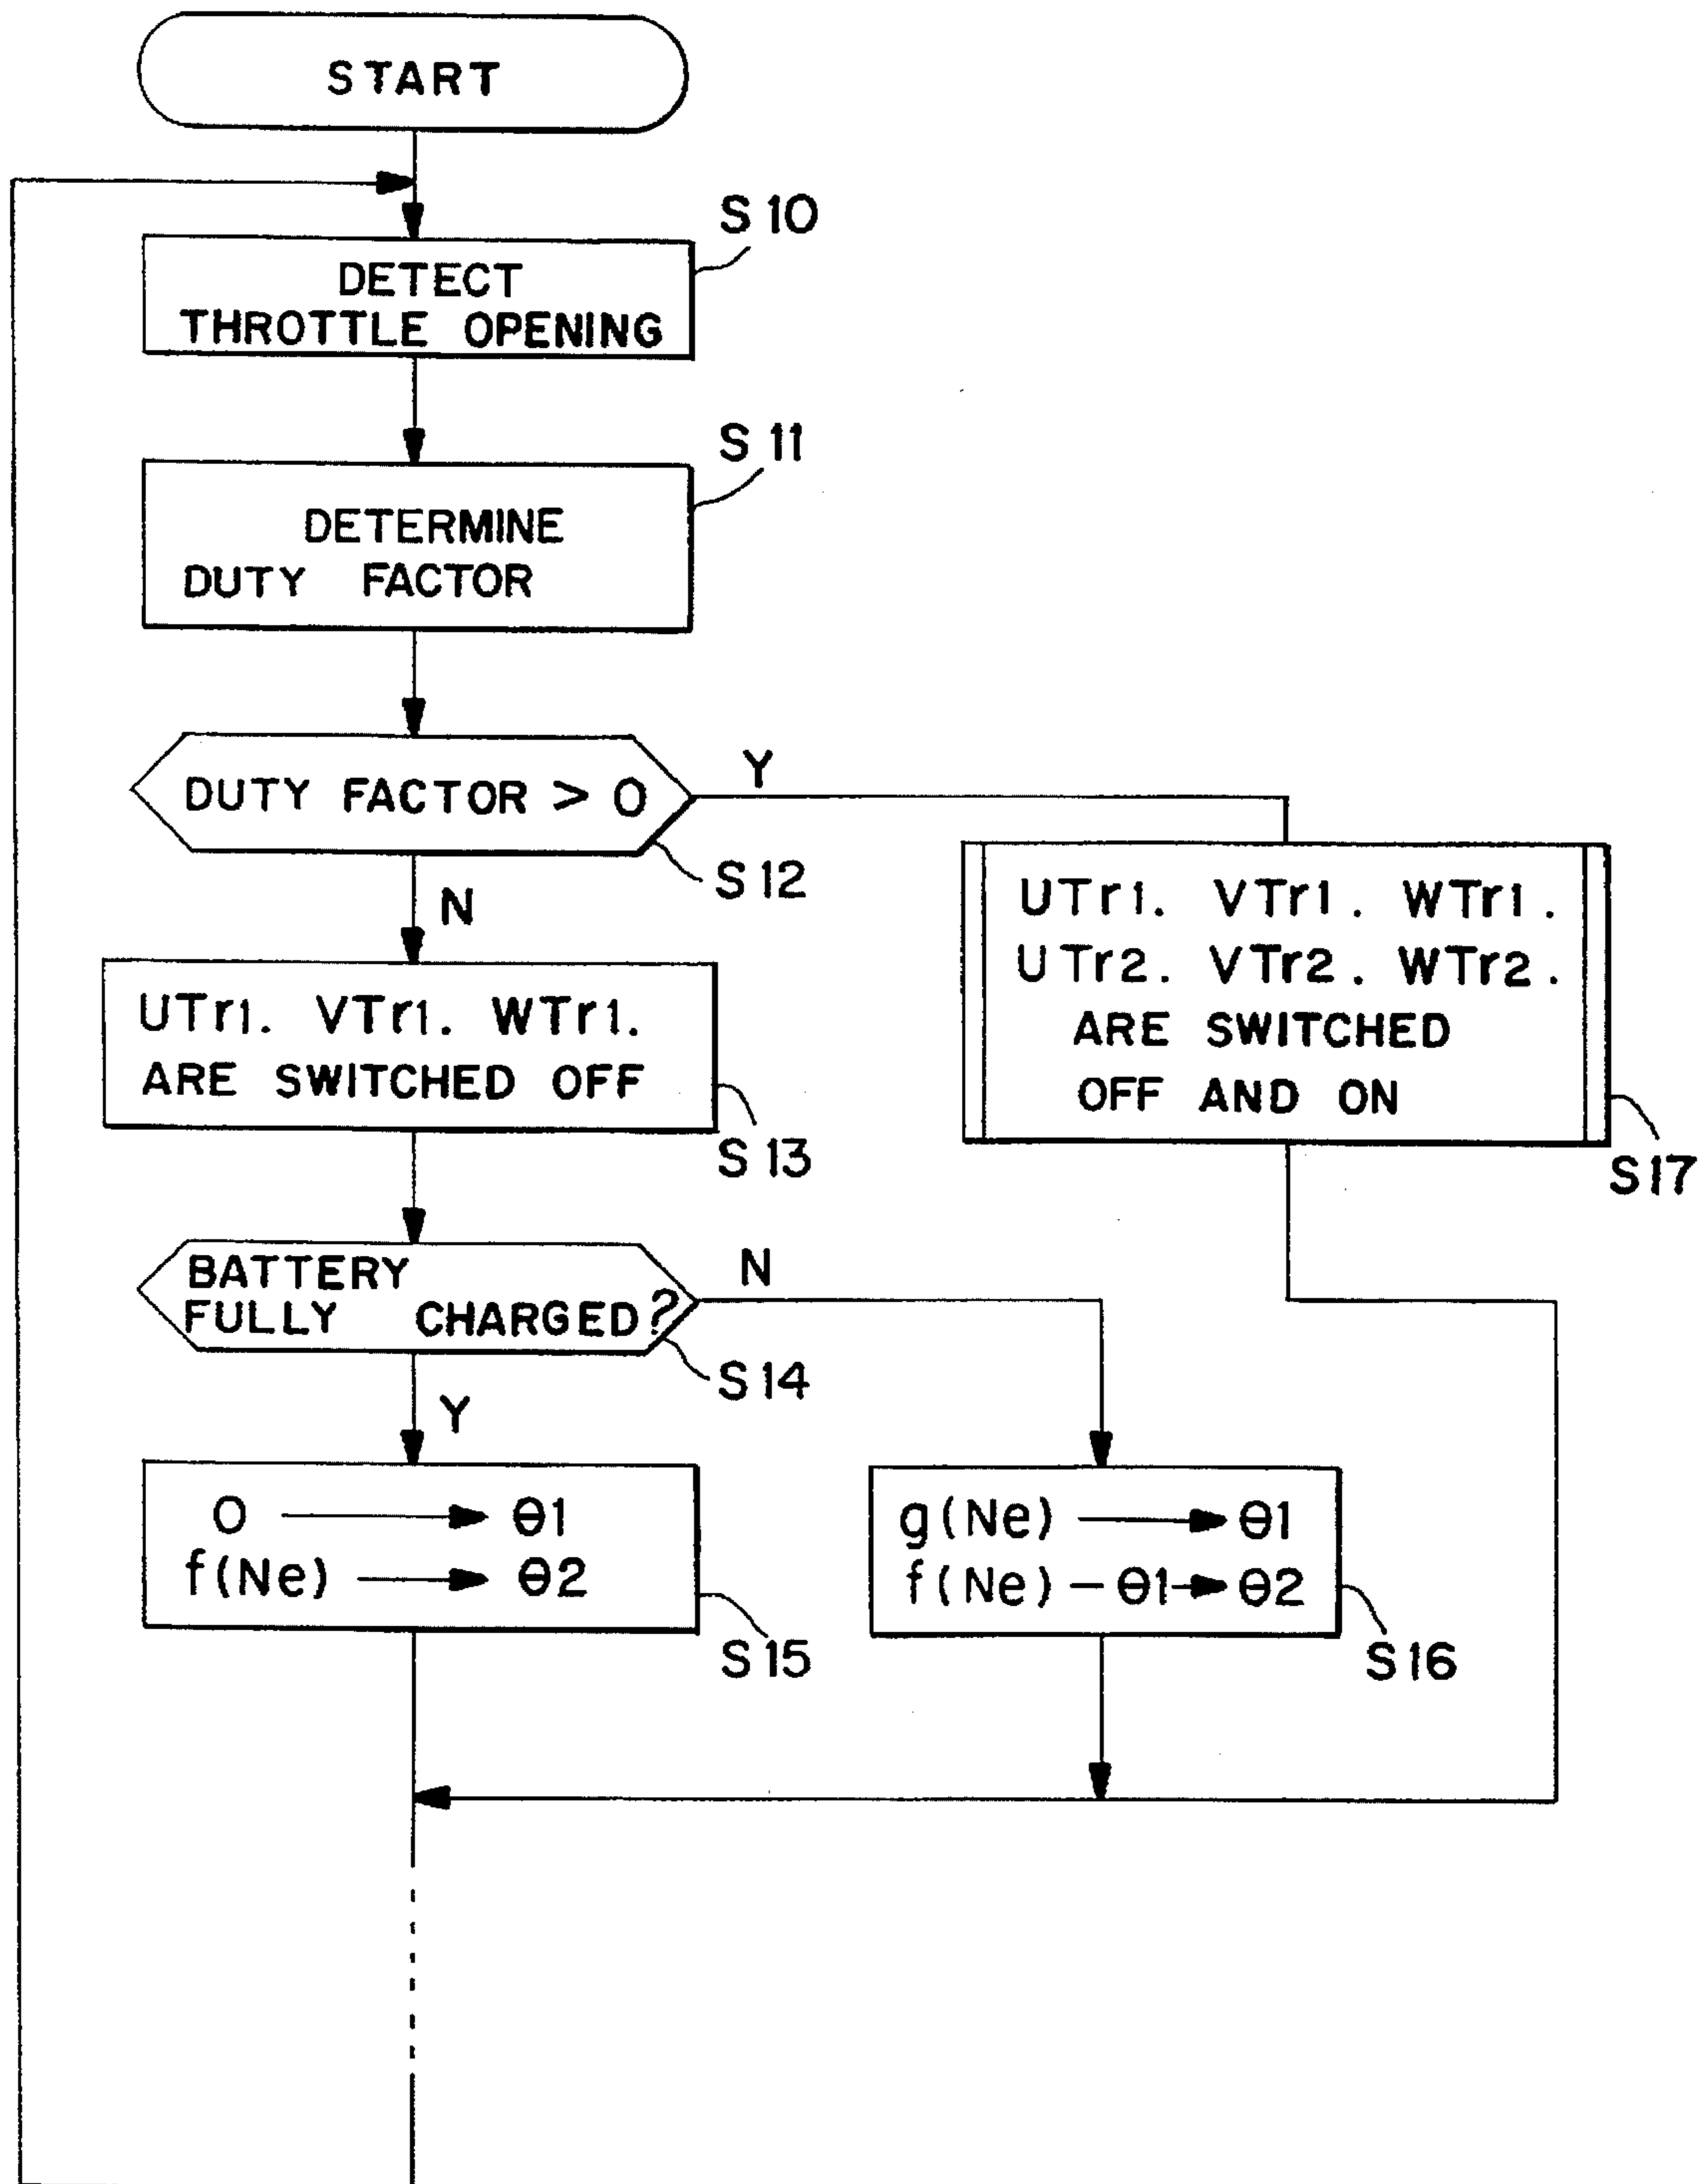 START
S10
DETECT
THROTTLE OPENING
S11
DETERMINE
DUTY FACTOR
DUTY FACTOR > 0
Y
S12
N
UTr1. VTr1. WTr1.
UTr2. VTr2. WTr2.
ARE SWITCHED
OFF AND ON
S17
UTr1. VTr1. WTr1.
ARE SWITCHED OFF
S13
BATTERY
FULLY CHARGED?
N
S14
Y
0 → θ1
f(Ne) → θ2
S15
g(Ne) → θ1
f(Ne) - θ1 → θ2
S16